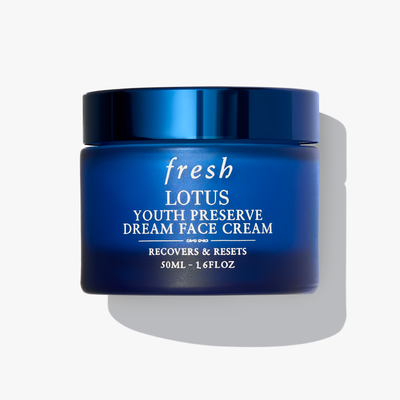 fresh
LOTUS
YOUTH PRESERVE
DREAM FACE CREAM
RECOVERS & RESETS
50ML - 1.6FLOZ